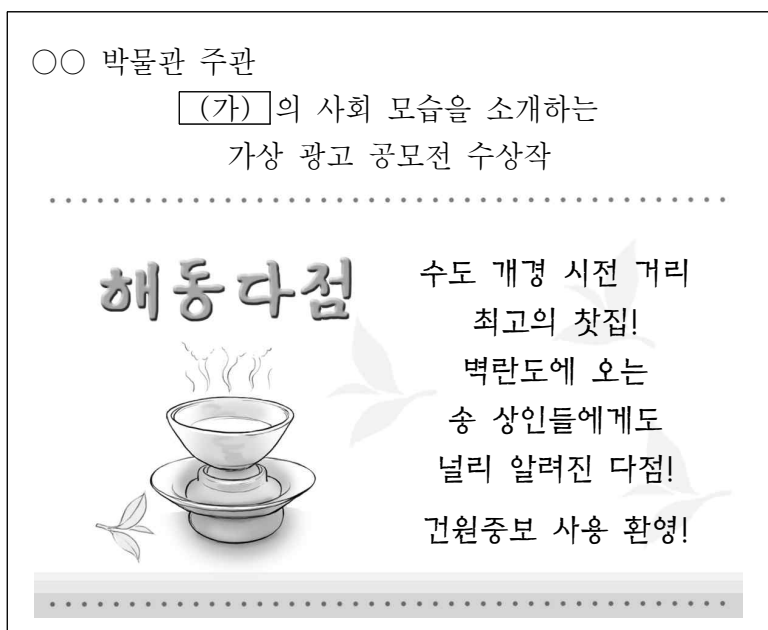 ○○ 박물관 주관
(가)의 사회 모습을 소개하는
가상 광고 공모전 수상작
해동다점
수도 개경 시전 거리
최고의 찻집!
벽란도에 오는
송 상인들에게도
널리 알려진 다점!
건원중보 사용 환영!